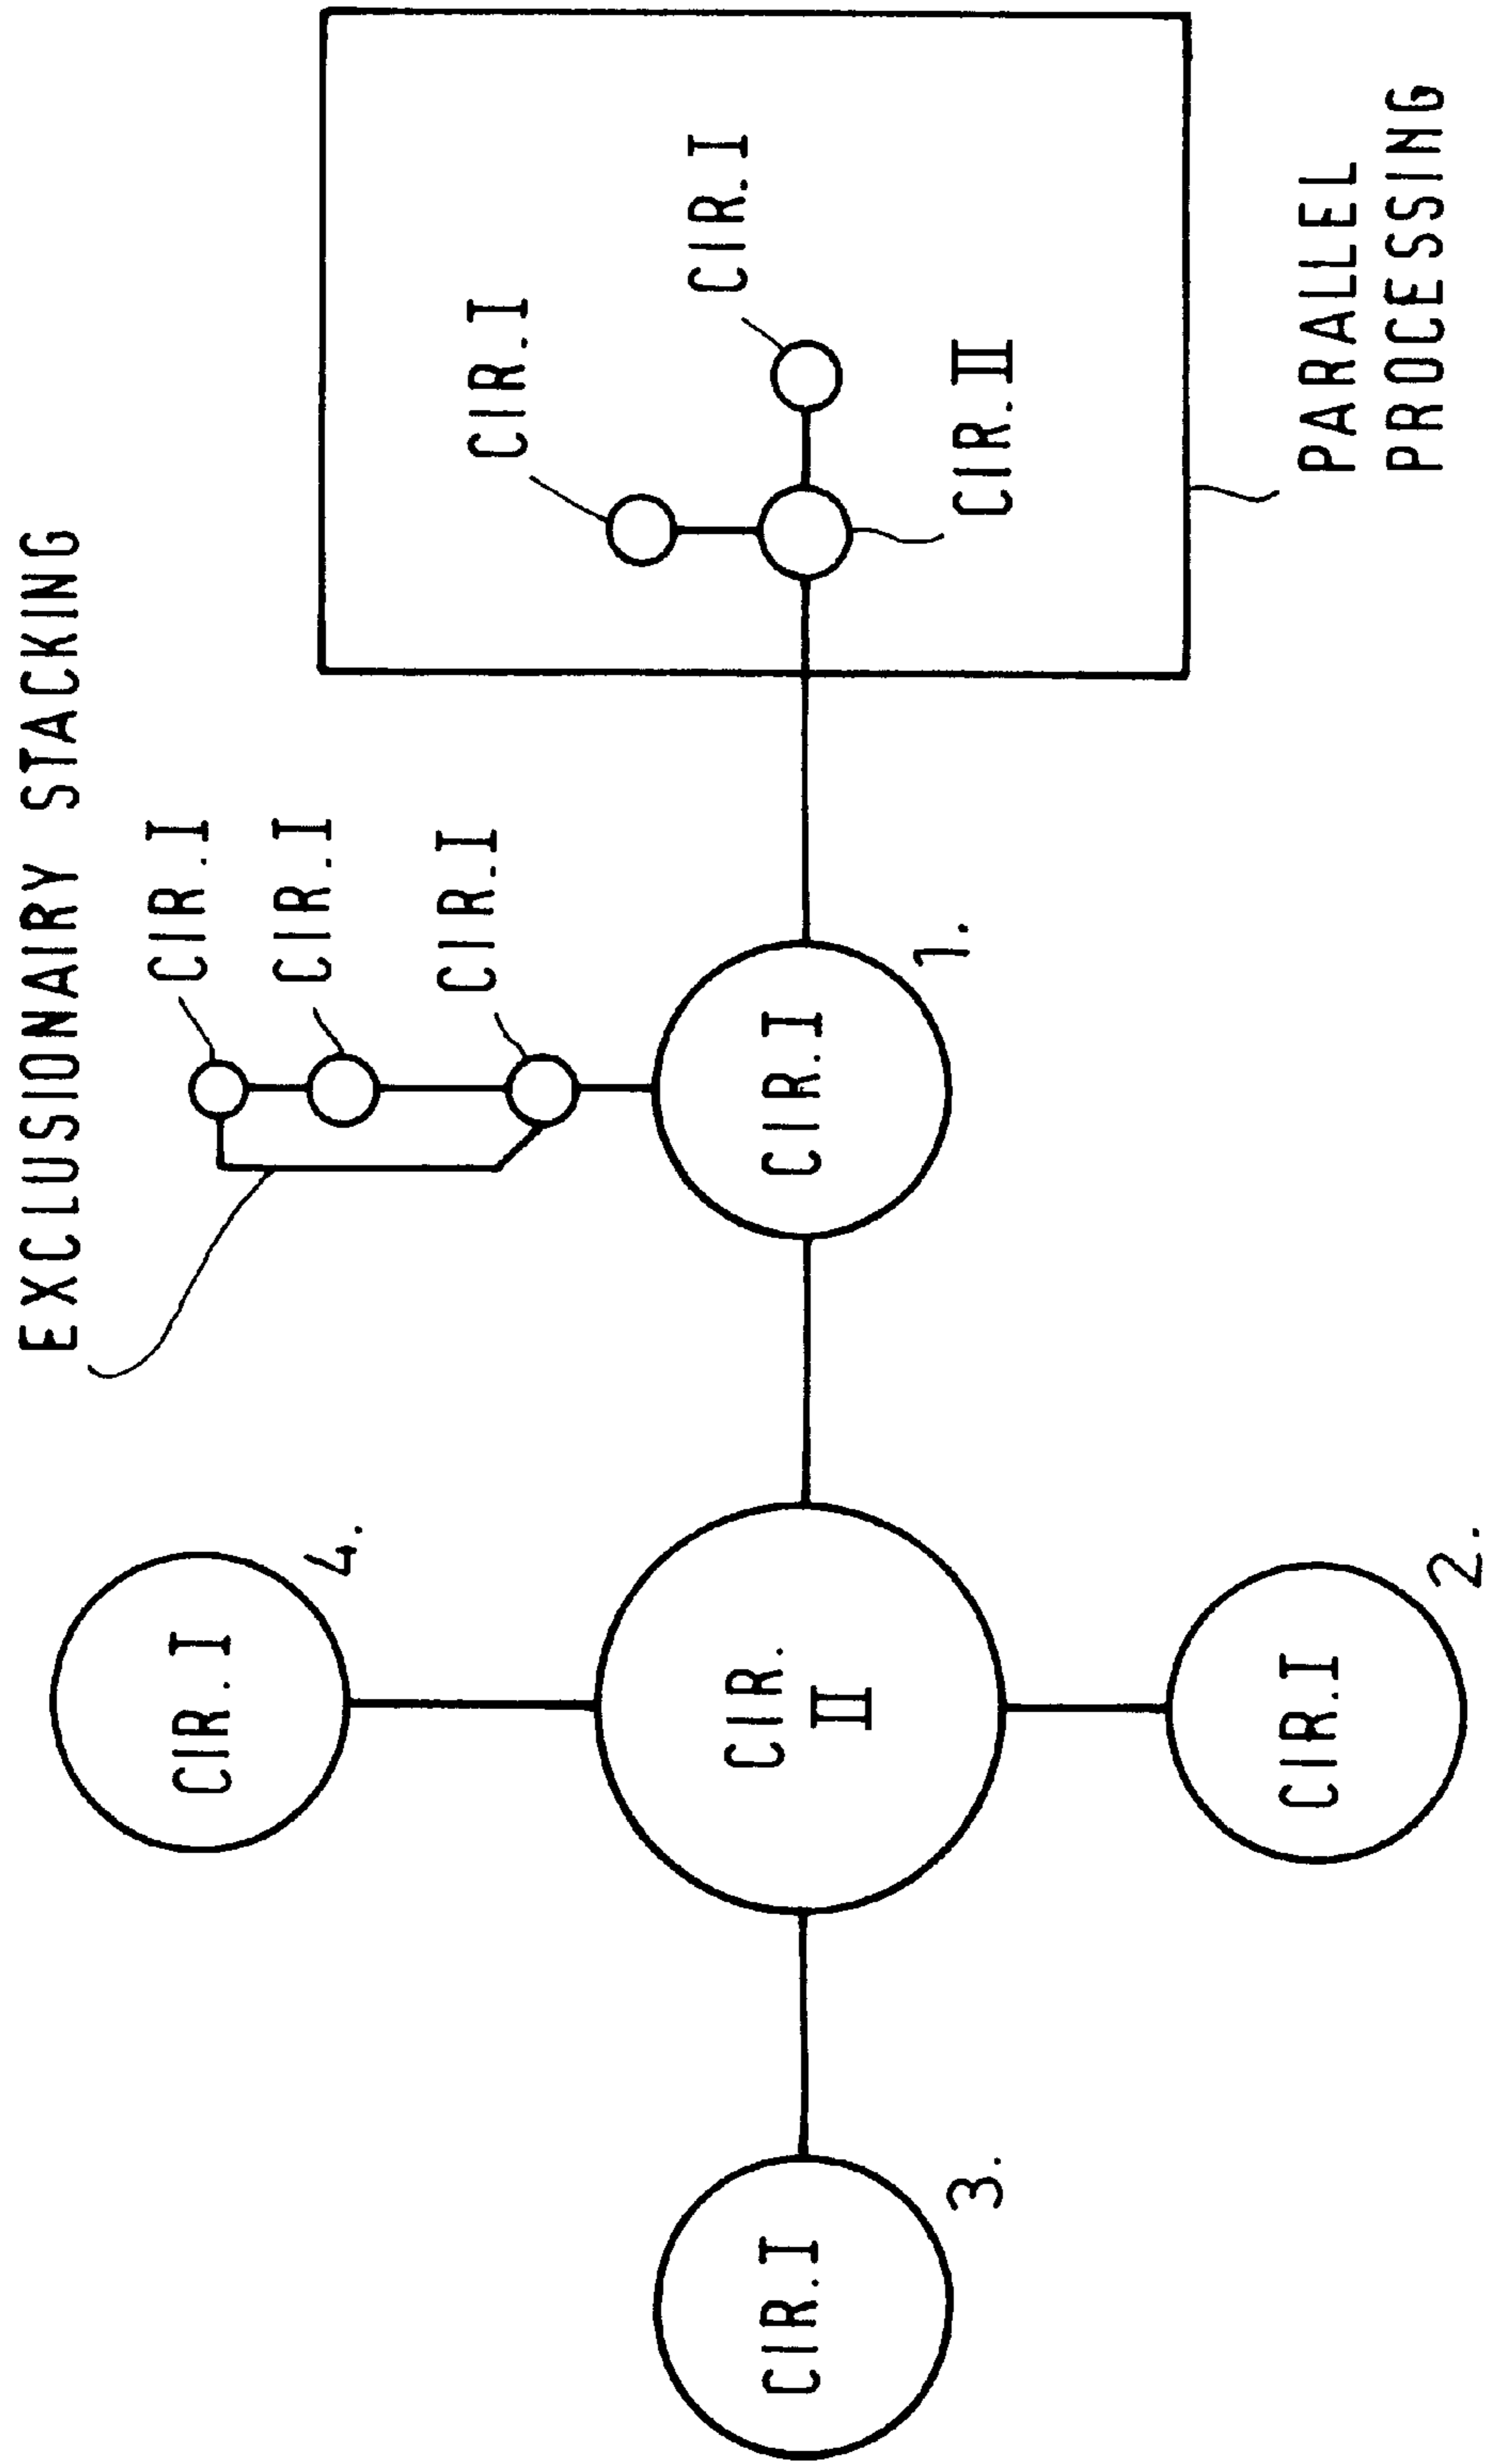 EXCLUSIONAIRY STACKING
CIR.I
CIR.I
CIR.I
CIR.I
4.
CIR.I
CIR.I
CIR.
II
CIR.I
1.
CIR.II
CIR.I
3.
CIR.I
2.
PARALLEL
PROCESSING